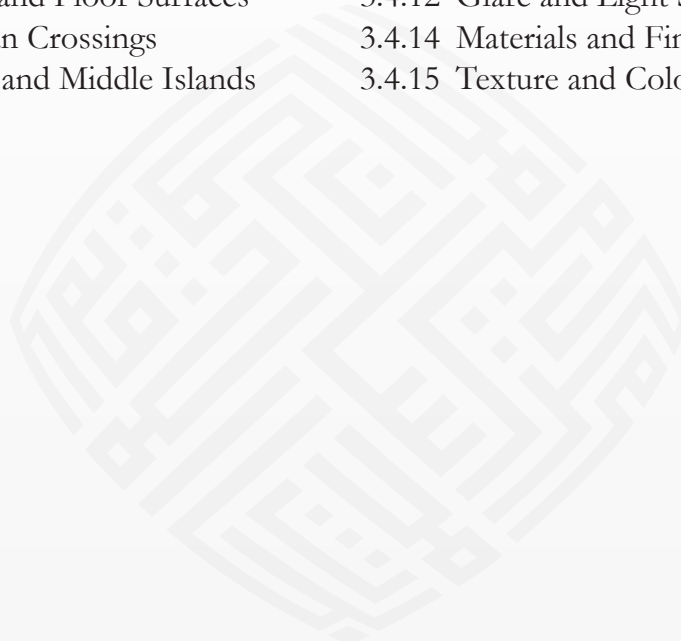 and Floor Surfaces 3.4.12 Glare and Light
n Crossings 3.4.14 Materials and Fin
and Middle Islands 3.4.15 Texture and Colo